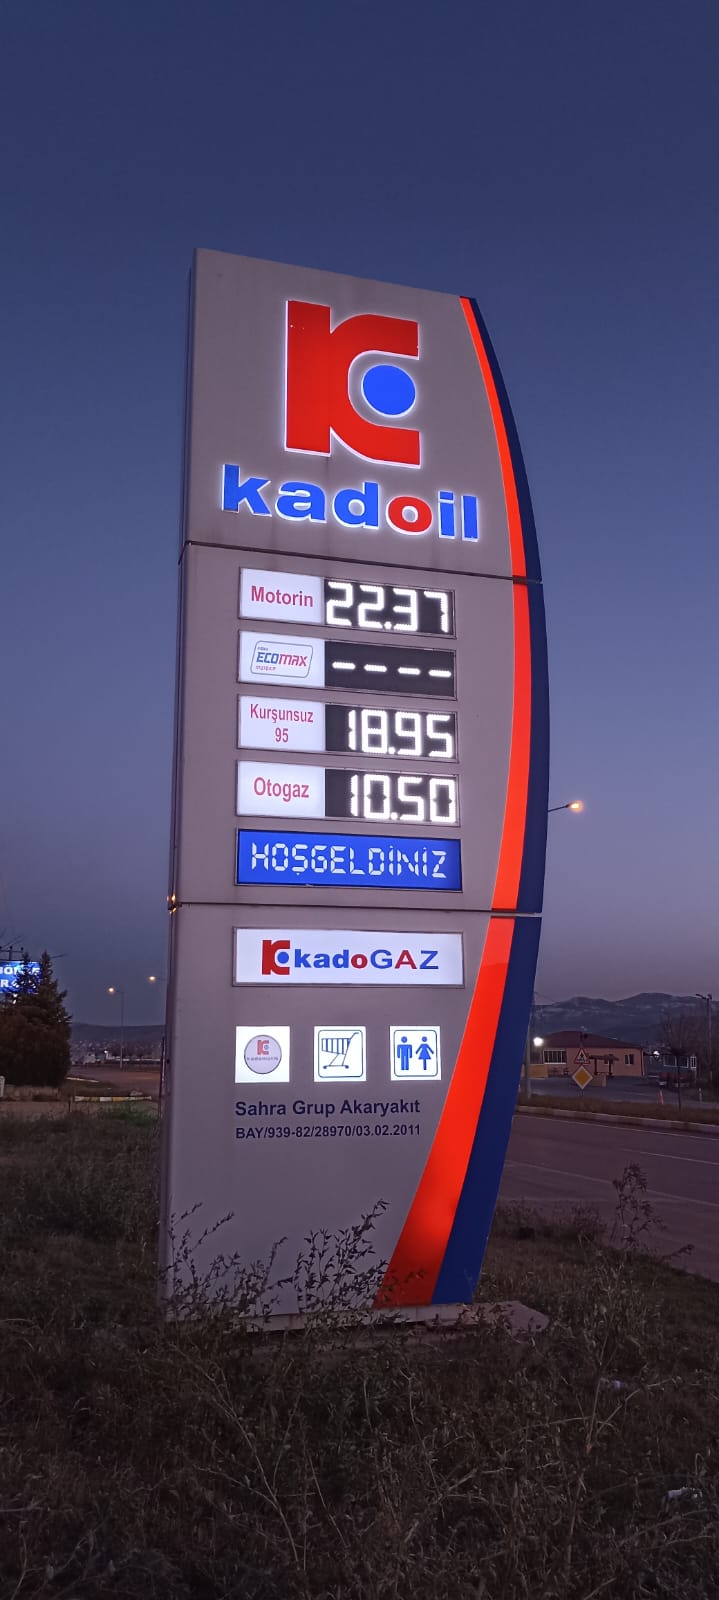 kadoil
Motorin 22.37
ECOMAX ----
Kurşunsuz
95 18.95
Otogaz 10.50
HOŞGELDİNİZ
kadoGAZ
Sahra Grup Akaryakıt
BAY/939-82/28970/03.02.2011